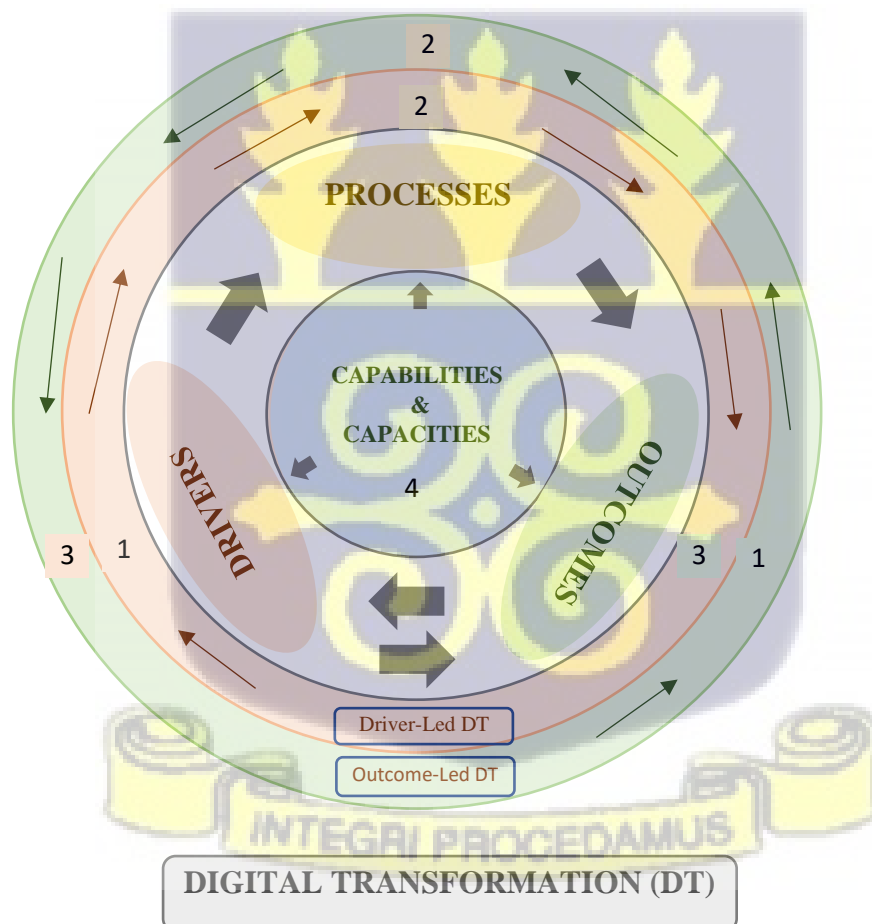 2
2
PROCESSES
CAPABILITIES
&
CAPACITIES
4
DRIVERS
OUTCOMES
3
1
3
1
Driver-Led DT
Outcome-Led DT
INTEGRI PROCEDAMUS
DIGITAL TRANSFORMATION (DT)